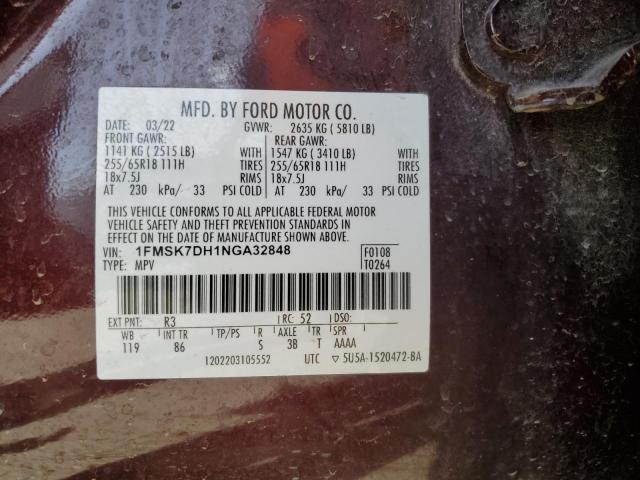 MFD. BY FORD MOTOR CO.
DATE: 03/22 GVWR: 2635 KG ( 5810 LB)
FRONT GAWR: REAR GAWR:
1141 KG ( 2515 LB) WITH 1547 KG ( 3410 LB) WITH
255/65R18 111H TIRES 255/65R18 111H TIRES
18x7.5J RIMS 18x7.5J RIMS
AT 230 kPa/ 33 PSI COLD AT 230 kPa/ 33 PSI COLD
THIS VEHICLE CONFORMS TO ALL APPLICABLE FEDERAL MOTOR
VEHICLE SAFETY AND THEFT PREVENTION STANDARDS IN
EFFECT ON THE DATE OF MANUFACTURE SHOWN ABOVE.
VIN: 1FMSK7DH1NGA32848 F0108
TYPE: MPV T0264
EXT PNT: R3 RC: 52 DSO:
WB INT TR TP/PS R AXLE TR SPR
119 86 S 3B T AAAA
1202203105552 UTC ▽ 5U5A-1520472-BA